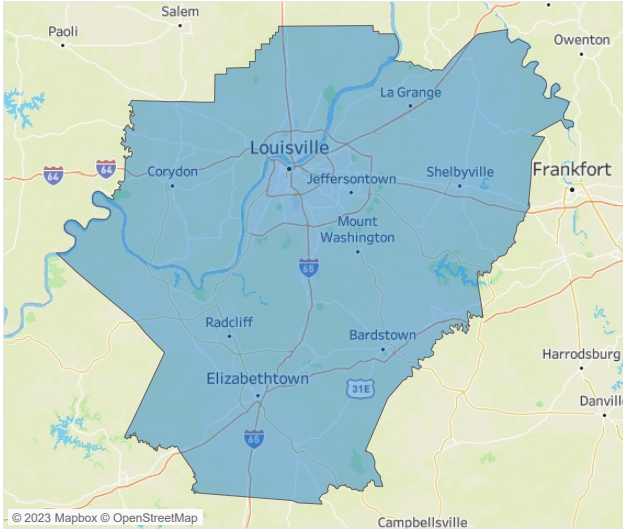 Salem
Paoli
Owenton
La Grange
Louisville
64
64
Corydon
Jeffersontown
Shelbyville
Frankfort
Mount
Washington
65
Radcliff
Bardstown
Harrodsburg
Elizabethtown
31E
Danvill
65
© 2023 Mapbox © OpenStreetMap
Campbellsville